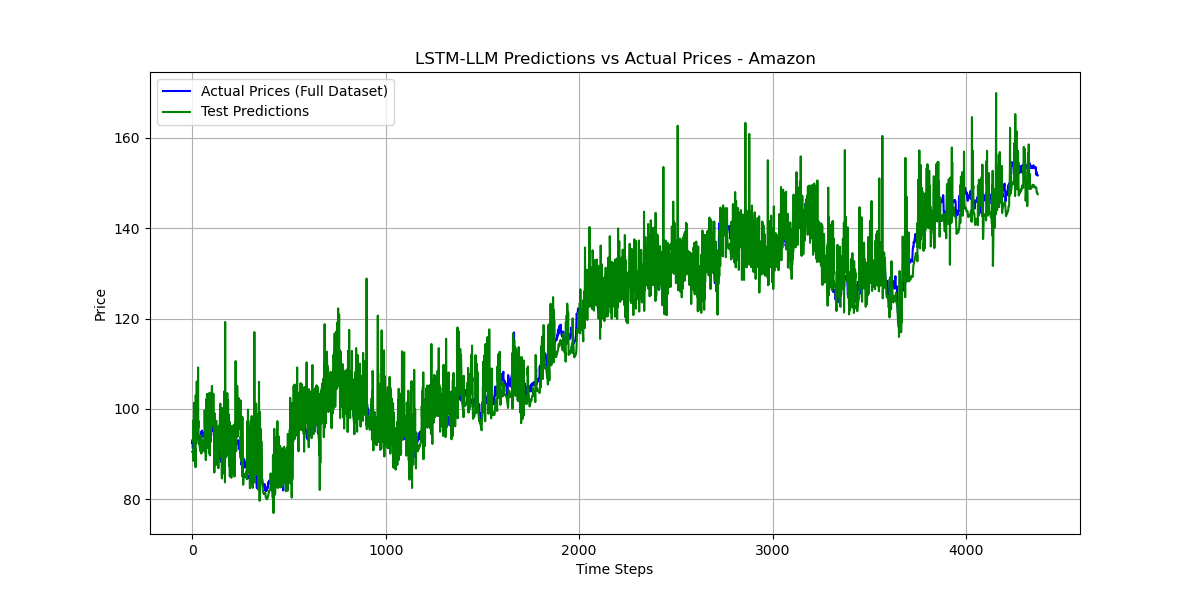 LSTM-LLM Predictions vs Actual Prices - Amazon
Actual Prices (Full Dataset)
Test Predictions
Price
160
140
120
100
80
0 1000 2000 3000 4000
Time Steps